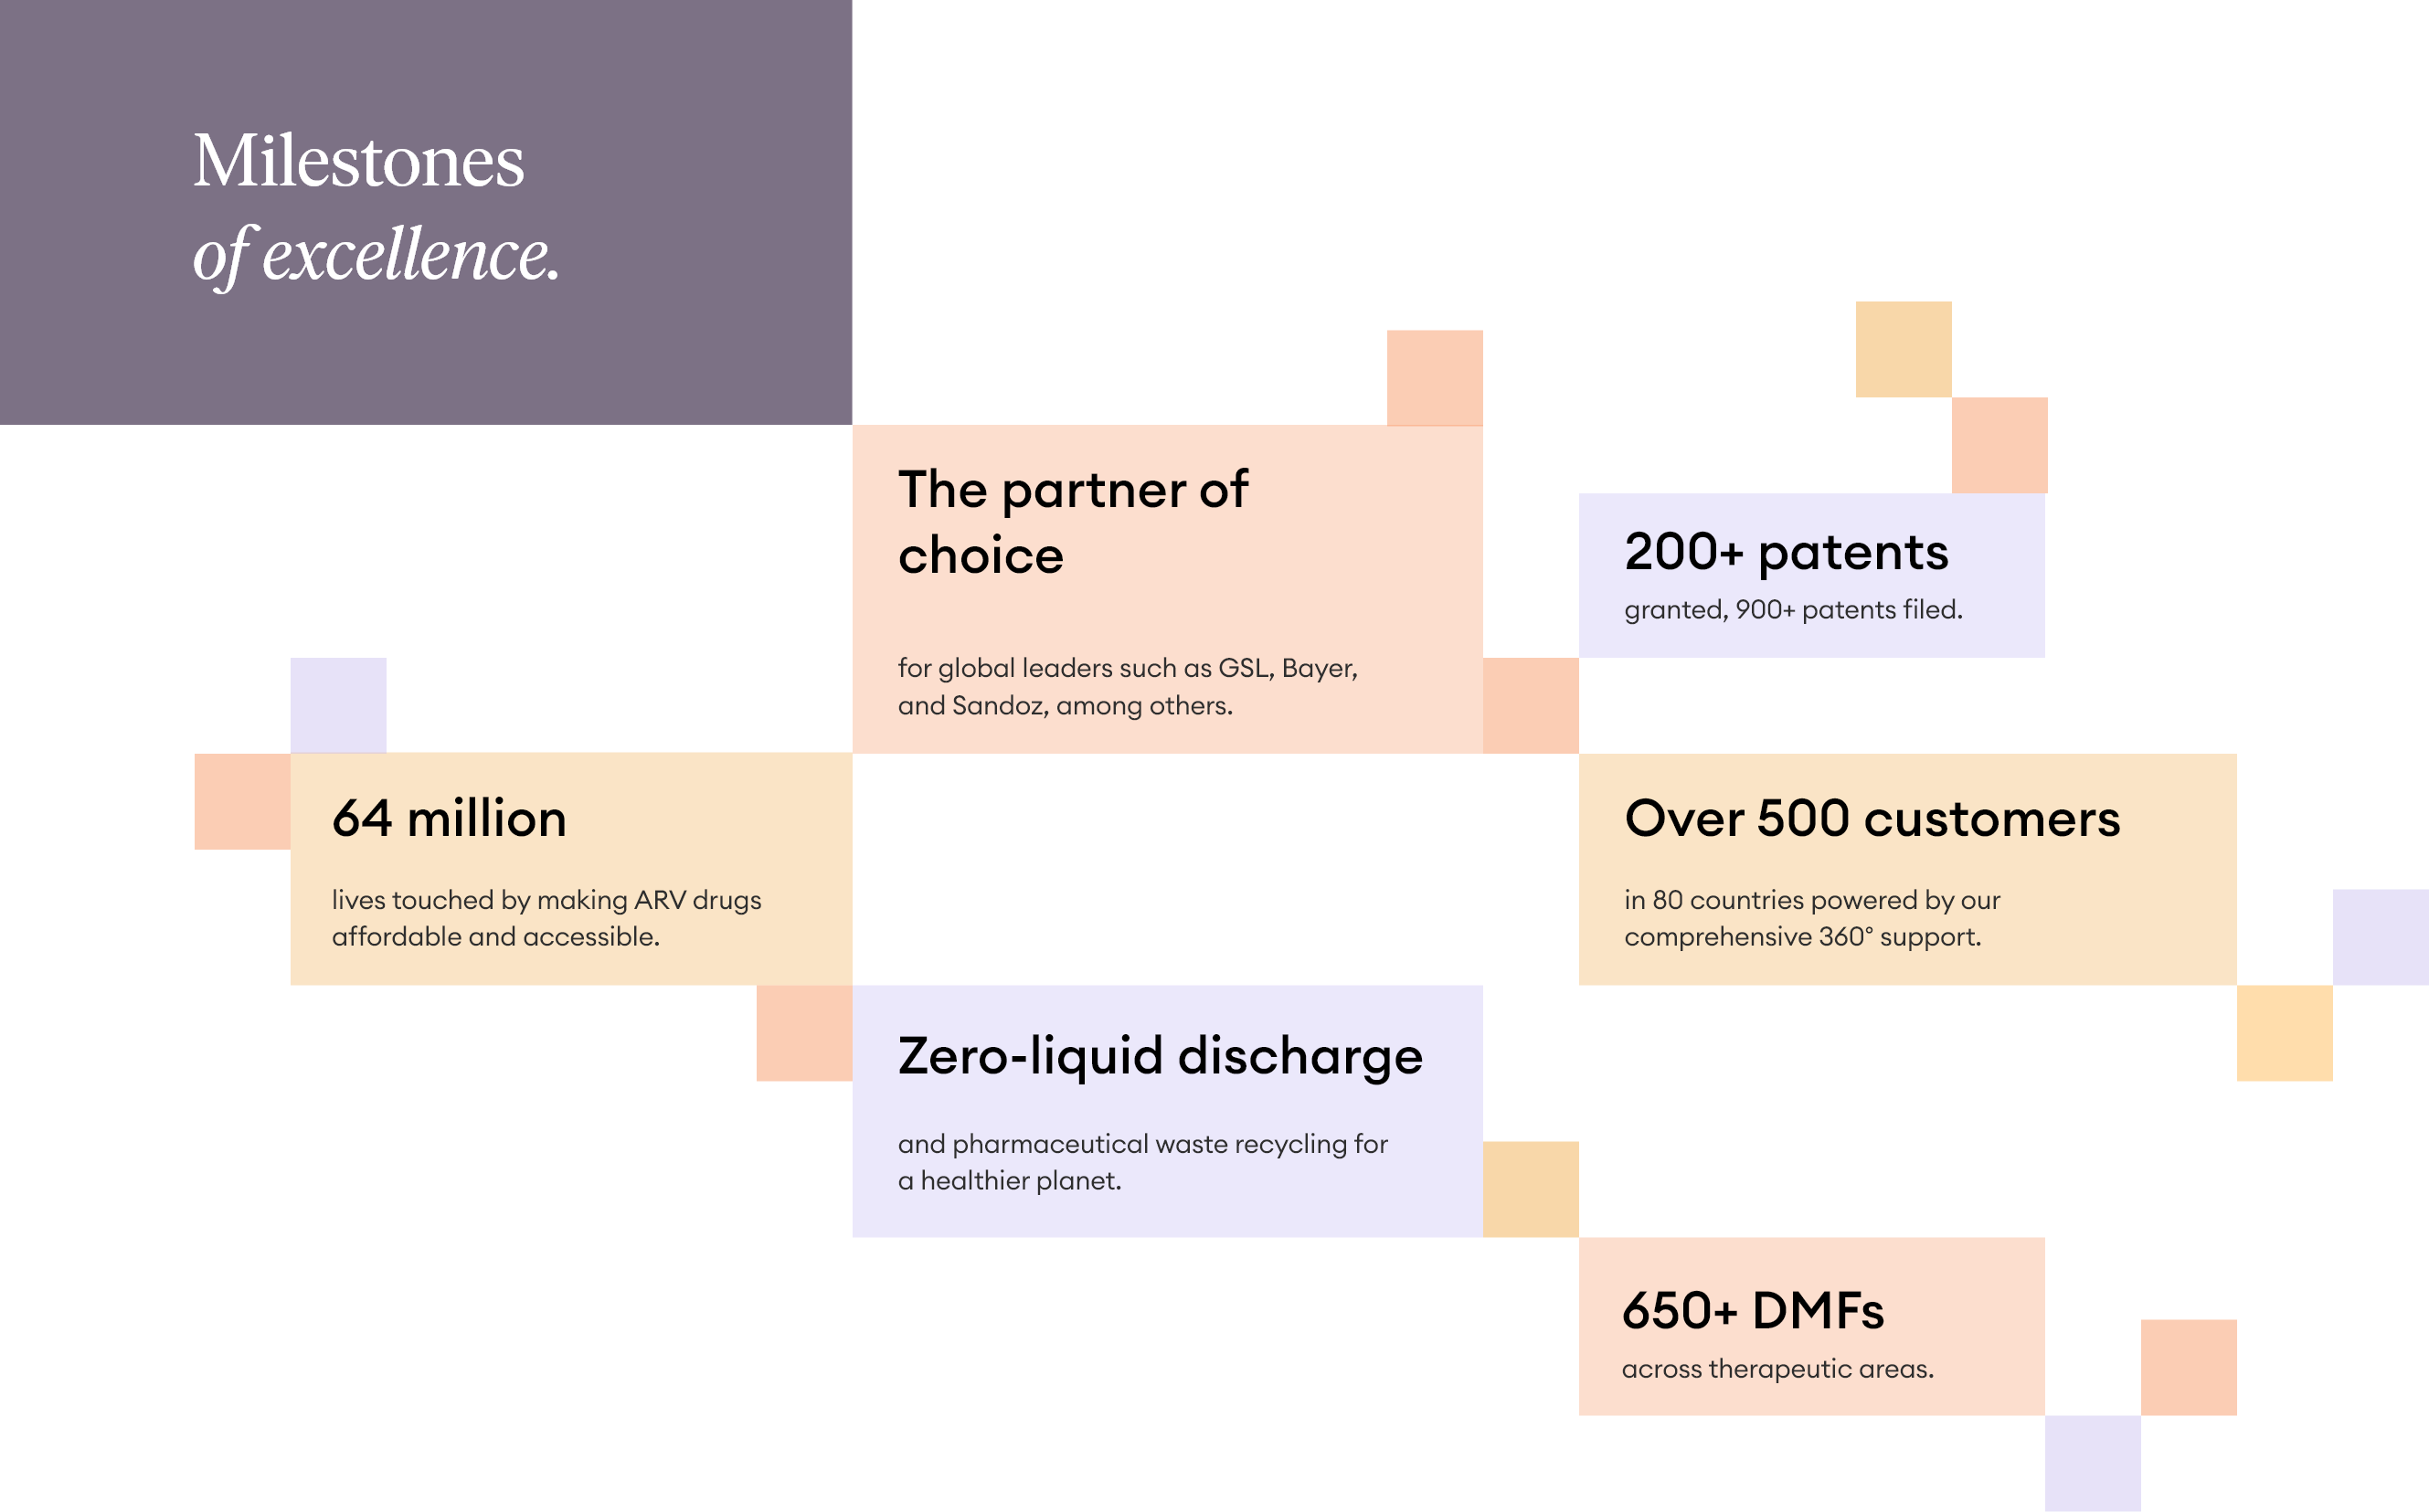 Milestones
of excellence.
The partner of
choice
for global leaders such as GSL, Bayer,
and Sandoz, among others.
200+ patents
granted, 900+ patents filed.
64 million
lives touched by making ARV drugs
affordable and accessible.
Over 500 customers
in 80 countries powered by our
comprehensive 360° support.
Zero-liquid discharge
and pharmaceutical waste recycling for
a healthier planet.
650+ DMFs
across therapeutic areas.